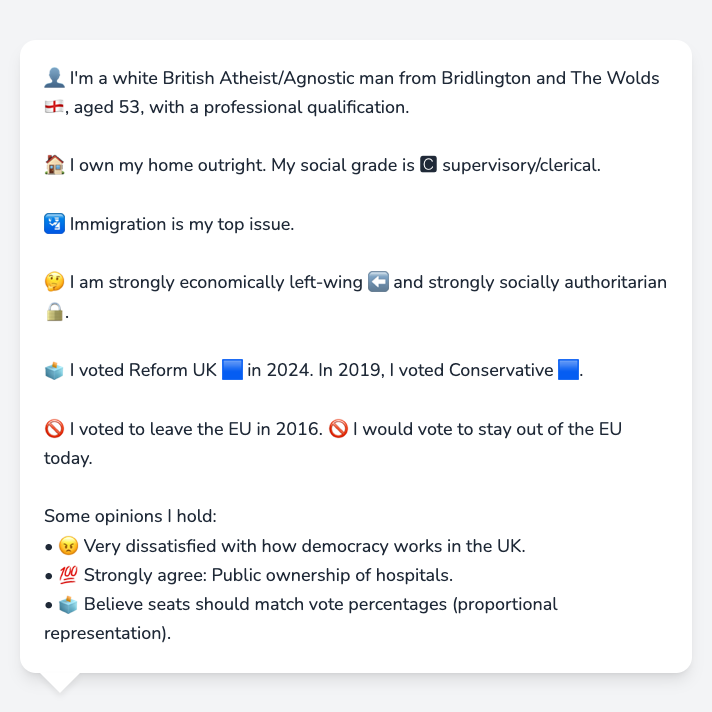 👤 I'm a white British Atheist/Agnostic man from Bridlington and The Wolds
🏴󠁧󠁢󠁥󠁮󠁧󠁿, aged 53, with a professional qualification.
🏠 I own my home outright. My social grade is 🅲 supervisory/clerical.
🛂 Immigration is my top issue.
🤔 I am strongly economically left-wing ⬅️ and strongly socially authoritarian
🔒.
🗳️ I voted Reform UK 🟦 in 2024. In 2019, I voted Conservative 🟦.
🚫 I voted to leave the EU in 2016. 🚫 I would vote to stay out of the EU
today.
Some opinions I hold:
• 😠 Very dissatisfied with how democracy works in the UK.
• 💯 Strongly agree: Public ownership of hospitals.
• 🗳️ Believe seats should match vote percentages (proportional
representation).